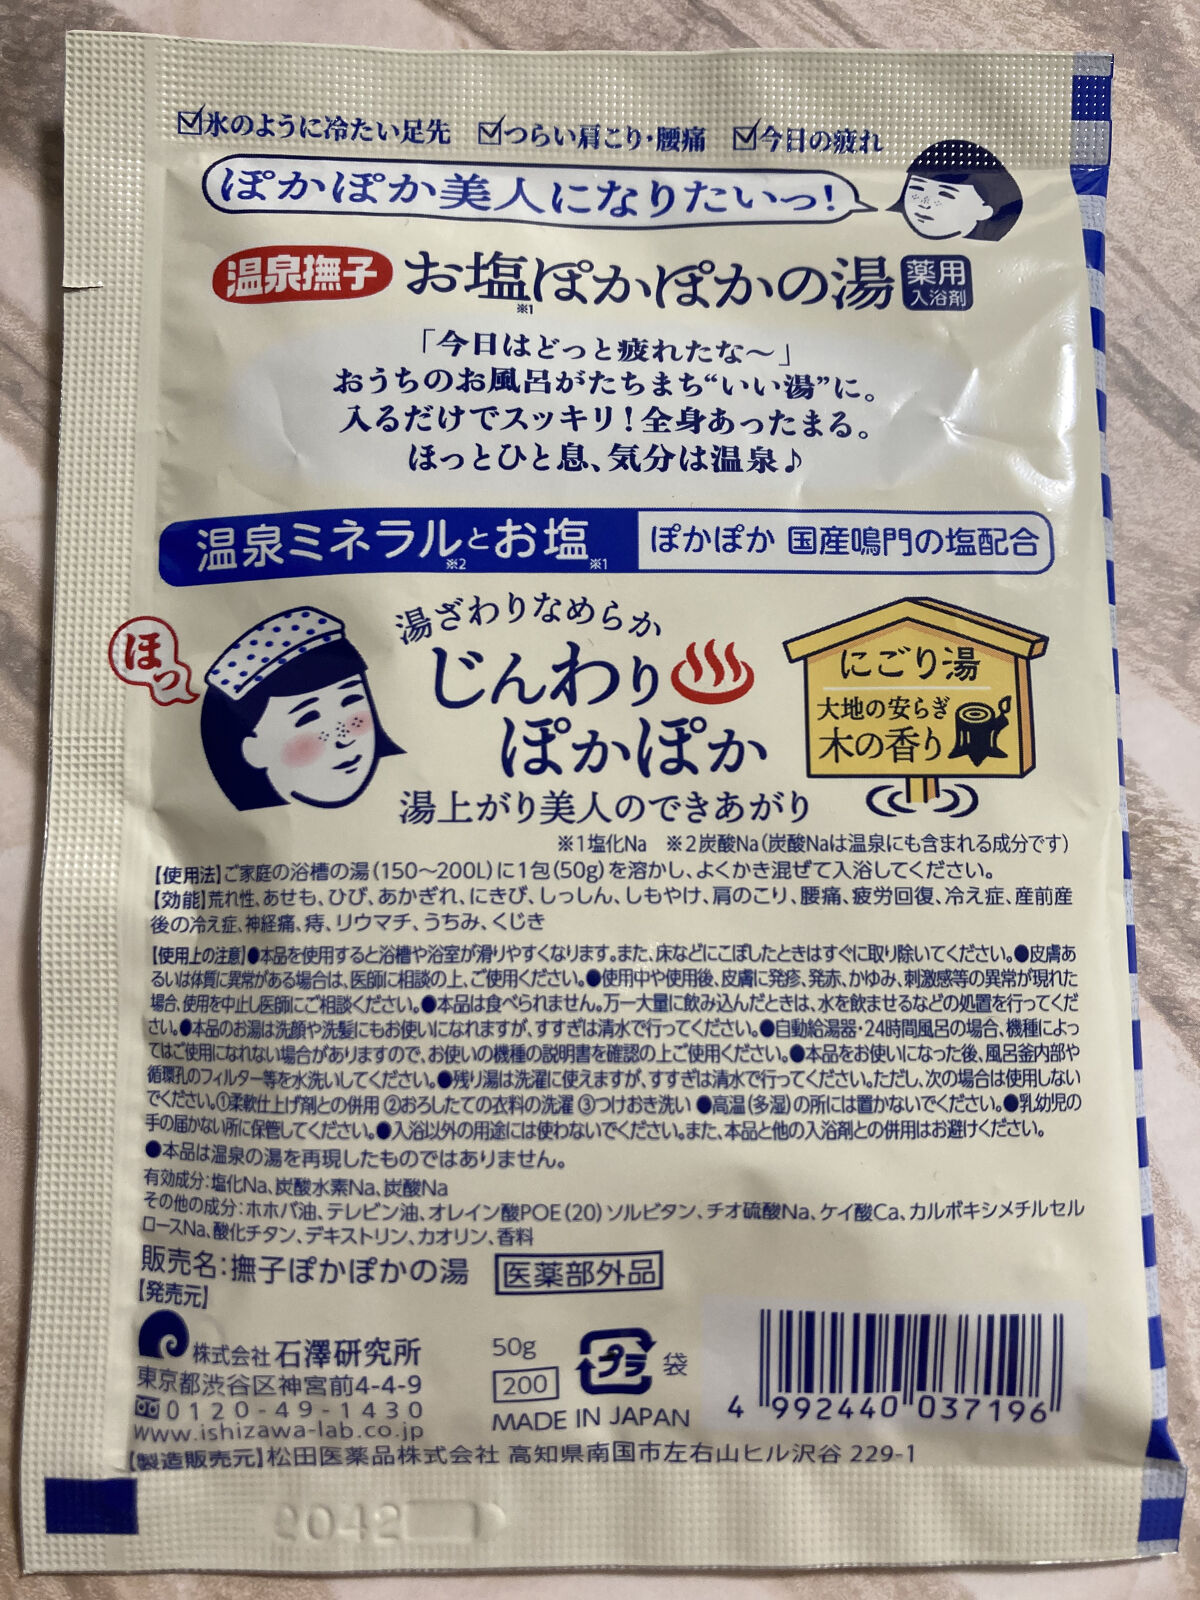 ☑氷のように冷たい足先 ☑つらい肩こり・腰痛 ☑今日の疲れ
ぽかぽか美人になりたいっ!
温泉撫子 お塩ぽかぽかの湯 薬用入浴剤
※1
「今日はどっと疲れたな〜」
おうちのお風呂がたちまち“いい湯”に。
入るだけでスッキリ!全身あったまる。
ほっとひと息、気分は温泉♪
温泉ミネラルとお塩 ぽかぽか 国産鳴門の塩配合
※2 ※1
ほっ
湯ざわりなめらか
じんわり
ぽかぽか
湯上がり美人のできあがり
にごり湯
大地の安らぎ
木の香り
※1塩化Na ※2炭酸Na(炭酸Naは温泉にも含まれる成分です)
【使用法】ご家庭の浴槽の湯(150〜200L)に1包(50g)を溶かし、よくかき混ぜて入浴してください。
【効能】荒れ性、あせも、ひび、あかぎれ、にきび、しっしん、しもやけ、肩のこり、腰痛、疲労回復、冷え症、産前産
後の冷え症、神経痛、痔、リウマチ、うちみ、くじき
【使用上の注意】●本品を使用すると浴槽や浴室が滑りやすくなります。また、床などにこぼしたときはすぐに取り除いてください。●皮膚あ
るいは体質に異常がある場合は、医師に相談の上、ご使用ください。●使用中や使用後、皮膚に発疹、発赤、かゆみ、刺激感等の異常が現れた
場合、使用を中止し医師にご相談ください。●本品は食べられません。万一大量に飲み込んだときは、水を飲ませるなどの処置を行ってくだ
さい。●本品のお湯は洗顔や洗髪にもお使いになれますが、すすぎは清水で行ってください。●自動給湯器・24時間風呂の場合、機種によっ
てはご使用になれない場合がありますので、お使いの機種の説明書を確認の上ご使用ください。●本品をお使いになった後、風呂釜内部や
循環孔のフィルター等を水洗いしてください。●残り湯は洗濯に使えますが、すすぎは清水で行ってください。ただし、次の場合は使用しない
でください。①柔軟仕上げ剤との併用 ②おろしたての衣料の洗濯 ③つけおき洗い ●高温(多湿)の所には置かないでください。●乳幼児の
手の届かない所に保管してください。●入浴以外の用途には使わないでください。また、本品と他の入浴剤との併用はお避けください。
●本品は温泉の湯を再現したものではありません。
有効成分:塩化Na、炭酸水素Na、炭酸Na
その他の成分:ホホバ油、テレビン油、オレイン酸POE(20)ソルビタン、チオ硫酸Na、ケイ酸Ca、カルボキシメチルセル
ロースNa、酸化チタン、デキストリン、カオリン、香料
販売名:撫子ぽかぽかの湯 医薬部外品
【発売元】
株式会社 石澤研究所
東京都渋谷区神宮前4-4-9
0120-49-1430
www.ishizawa-lab.co.jp
50g
200
プラ 袋
MADE IN JAPAN
4 992440 037196
【製造販売元】松田医薬品株式会社 高知県南国市左右山ヒル沢谷 229-1
2042